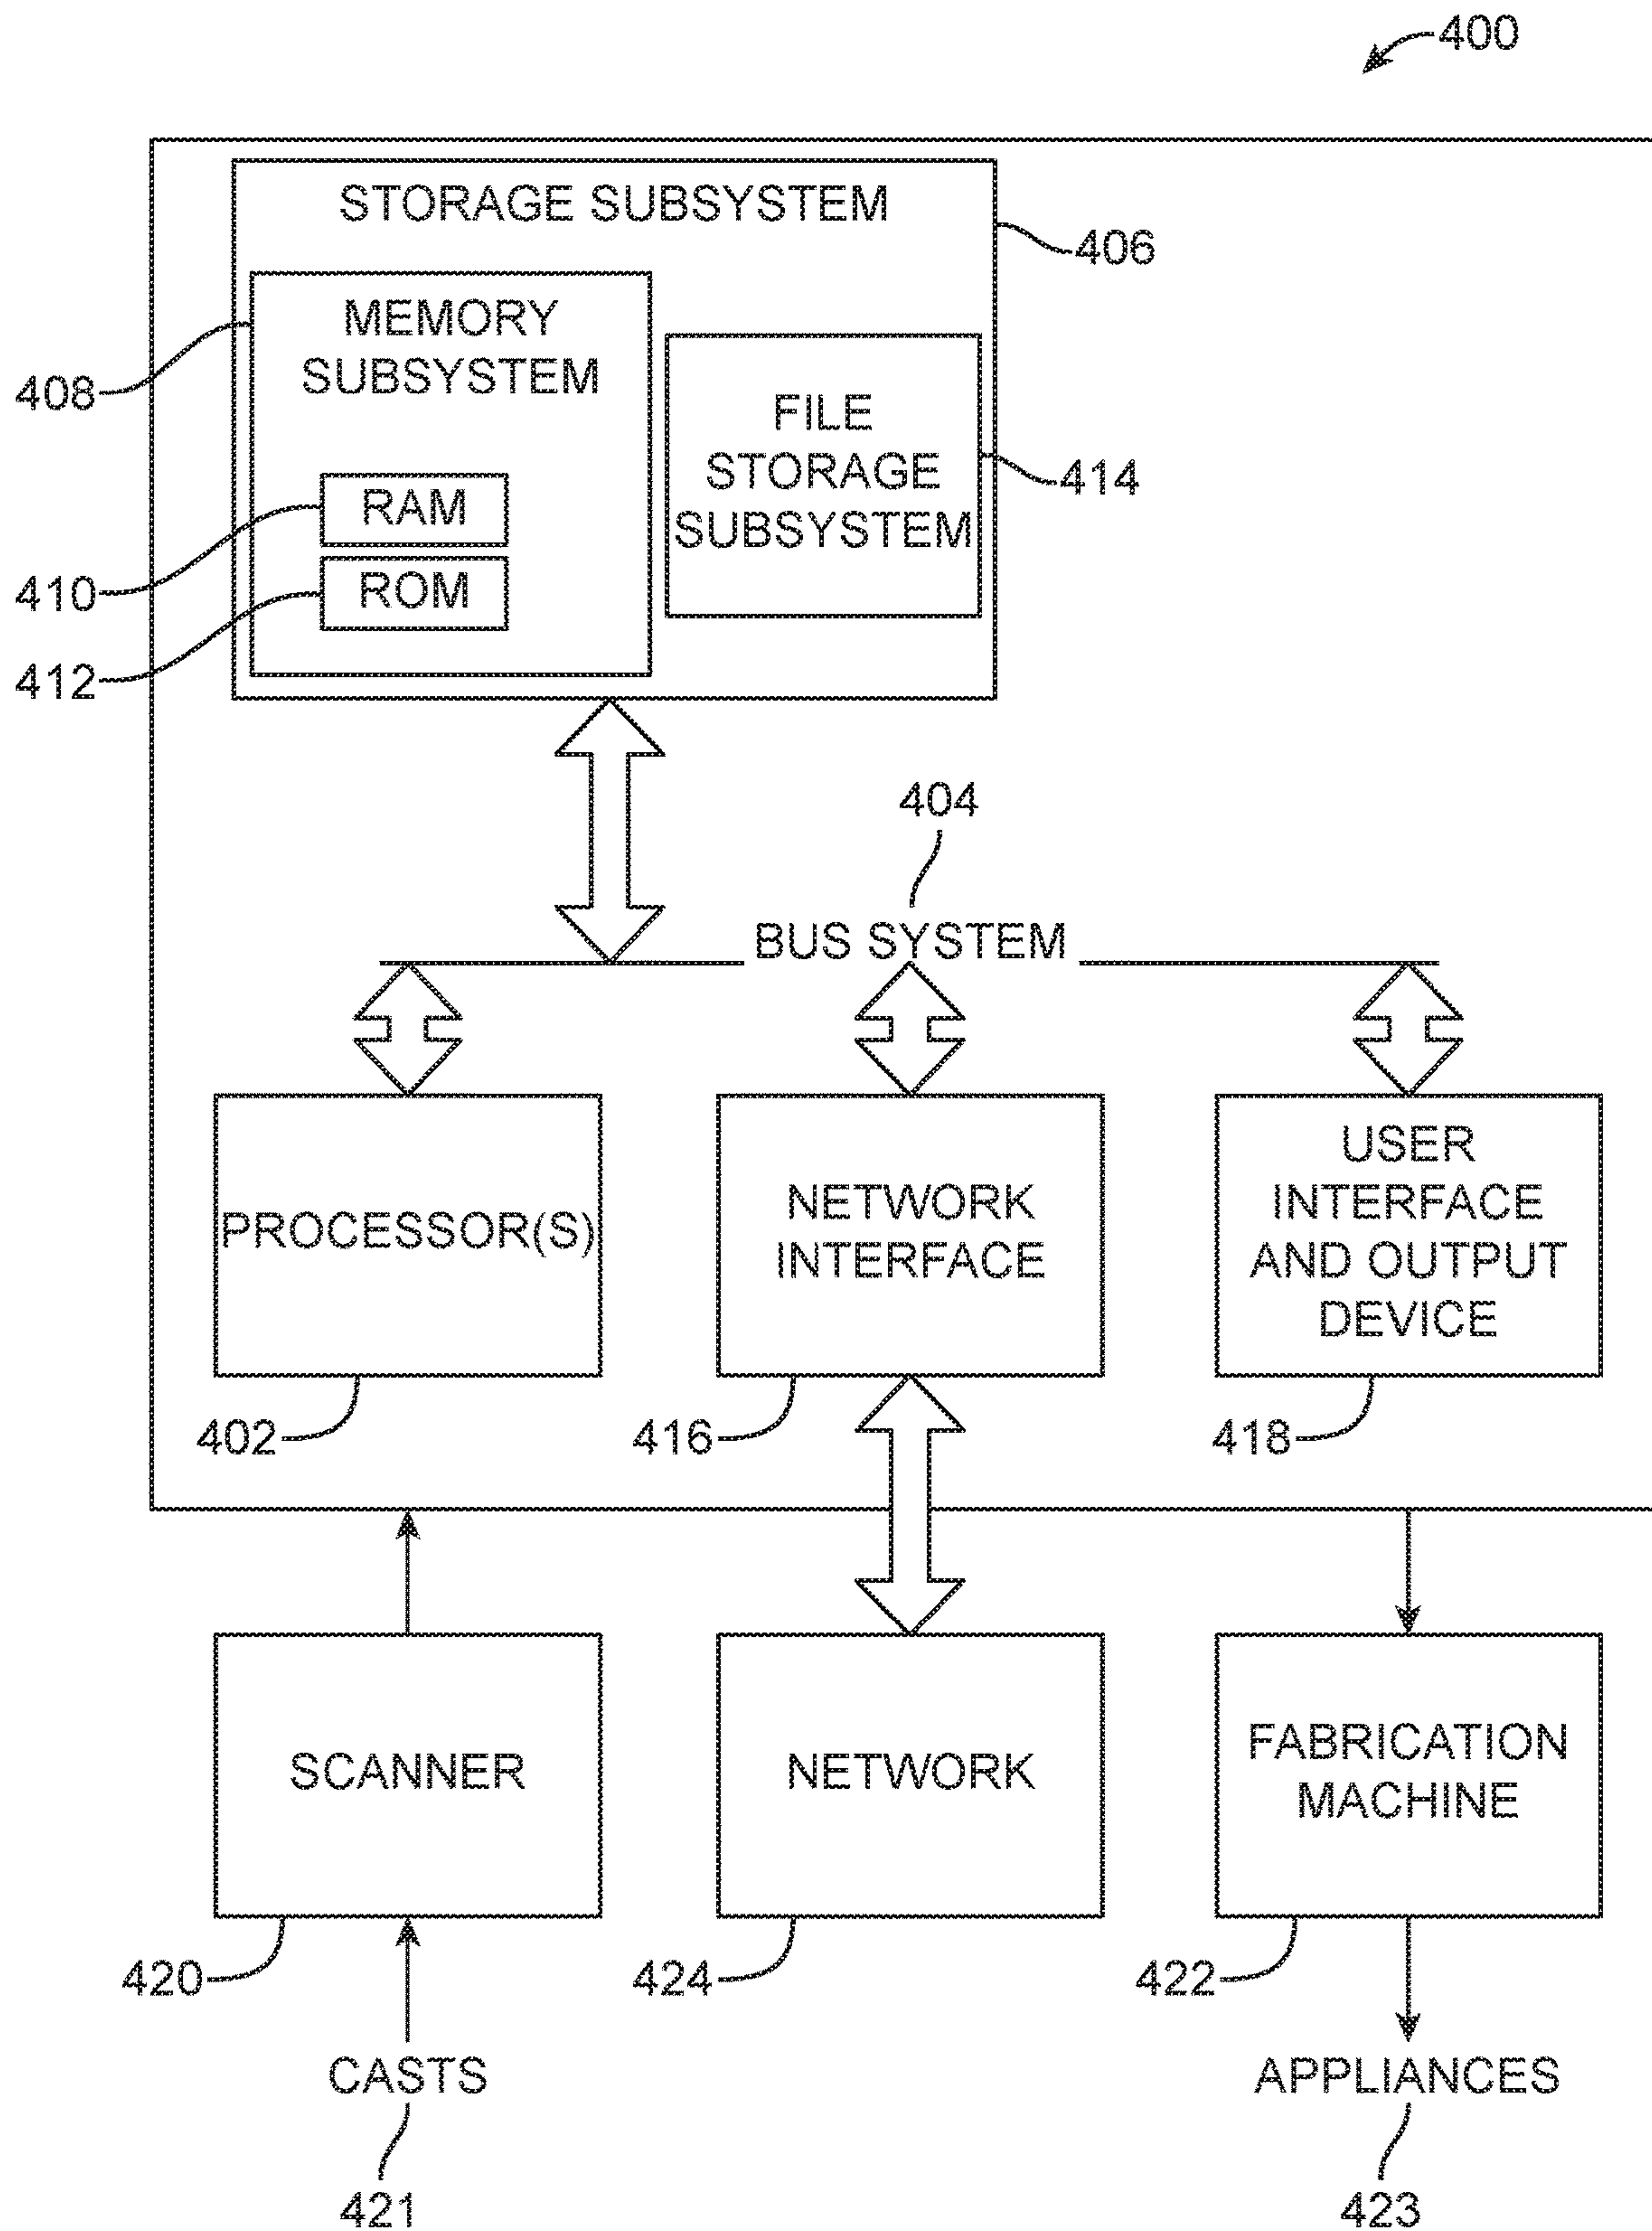 400
STORAGE SUBSYSTEM
406
MEMORY
SUBSYSTEM
408
FILE
STORAGE
SUBSYSTEM
414
RAM
410
ROM
412
404
BUS SYSTEM
PROCESSOR(S)
NETWORK
INTERFACE
USER
INTERFACE
AND OUTPUT
DEVICE
402
416
418
SCANNER
NETWORK
FABRICATION
MACHINE
420
424
422
CASTS
APPLIANCES
421
423